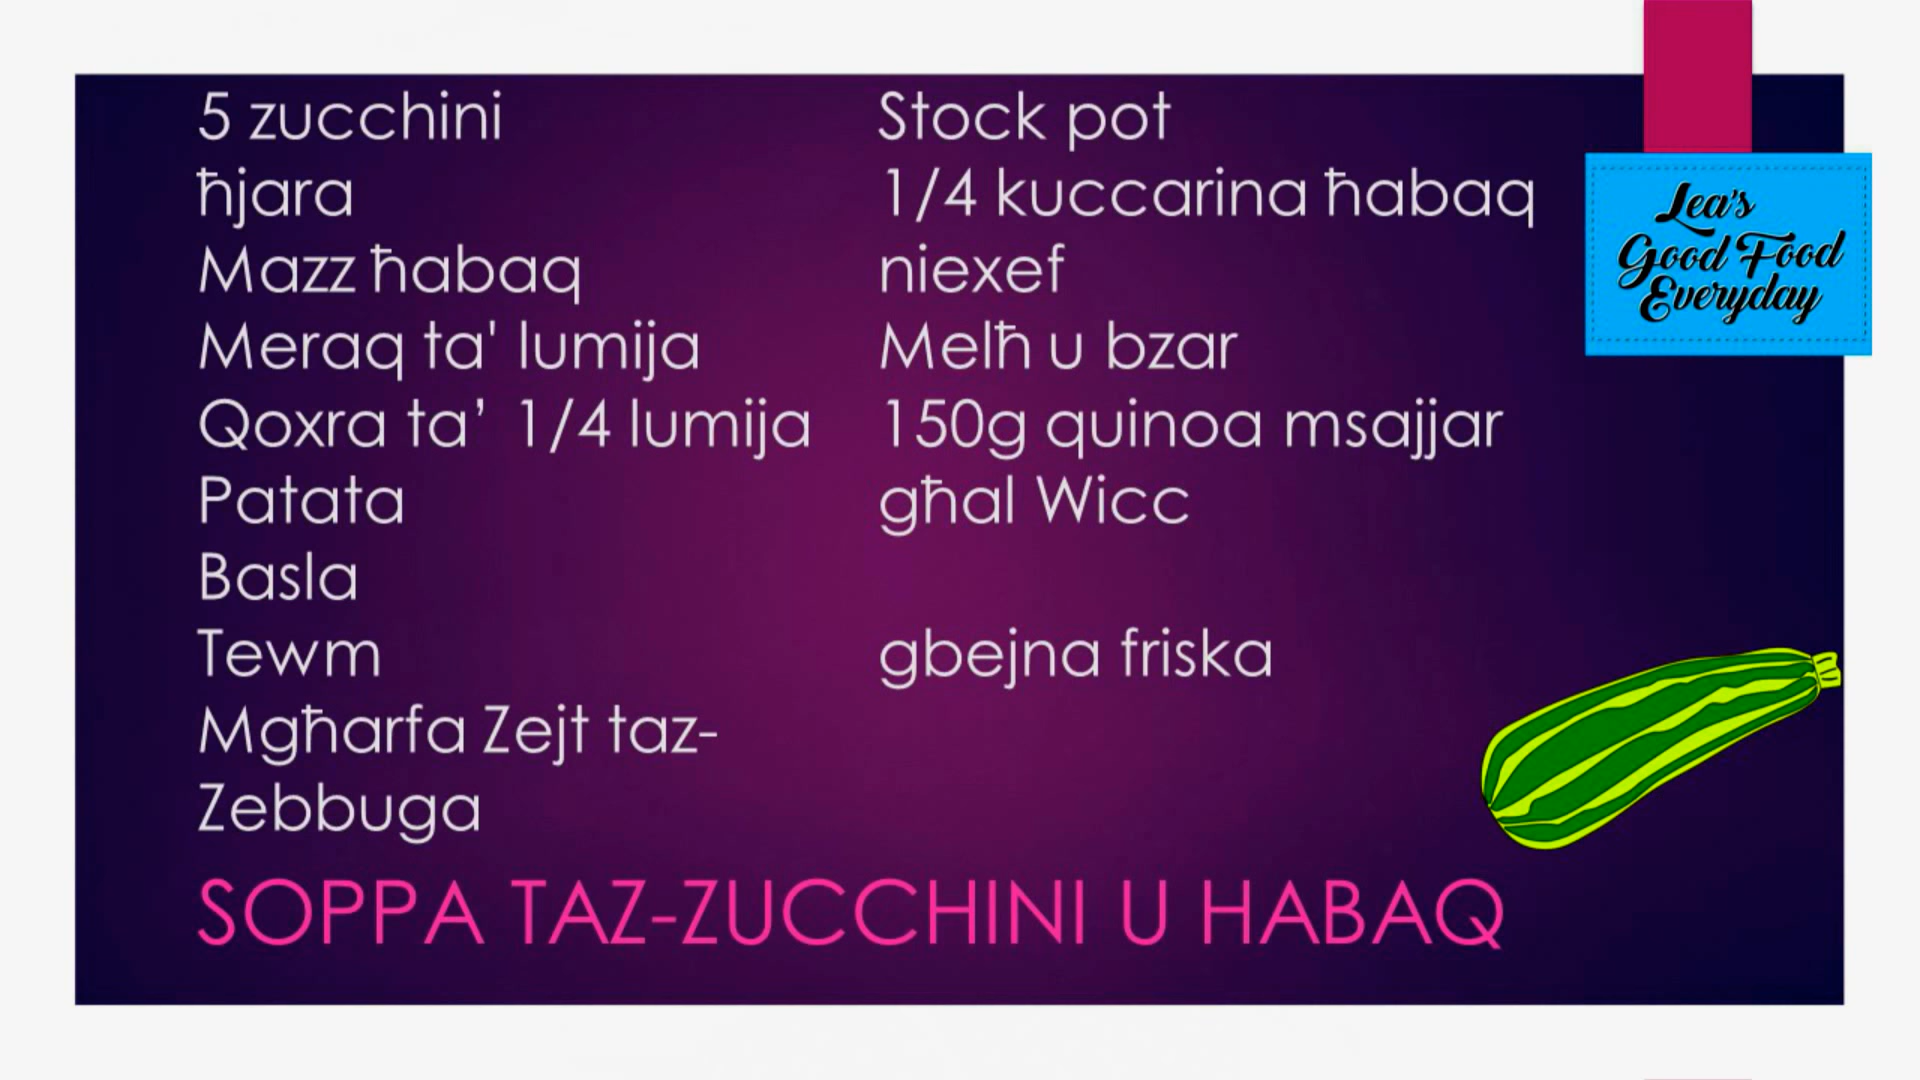 5 zucchini
ħjara
Mazz ħabaq
Meraq ta' lumija
Qoxra ta’ 1/4 lumija
Patata
Basla
Tewm
Mgħarfa Zejt taz-
Zebbuga
Stock pot
1/4 kuccarina ħabaq
niexef
Melħ u bzar
150g quinoa msajjar
għal Wicc
gbejna friska
SOPPA TAZ-ZUCCHINI U HABAQ
Lea's
Good Food
Everyday